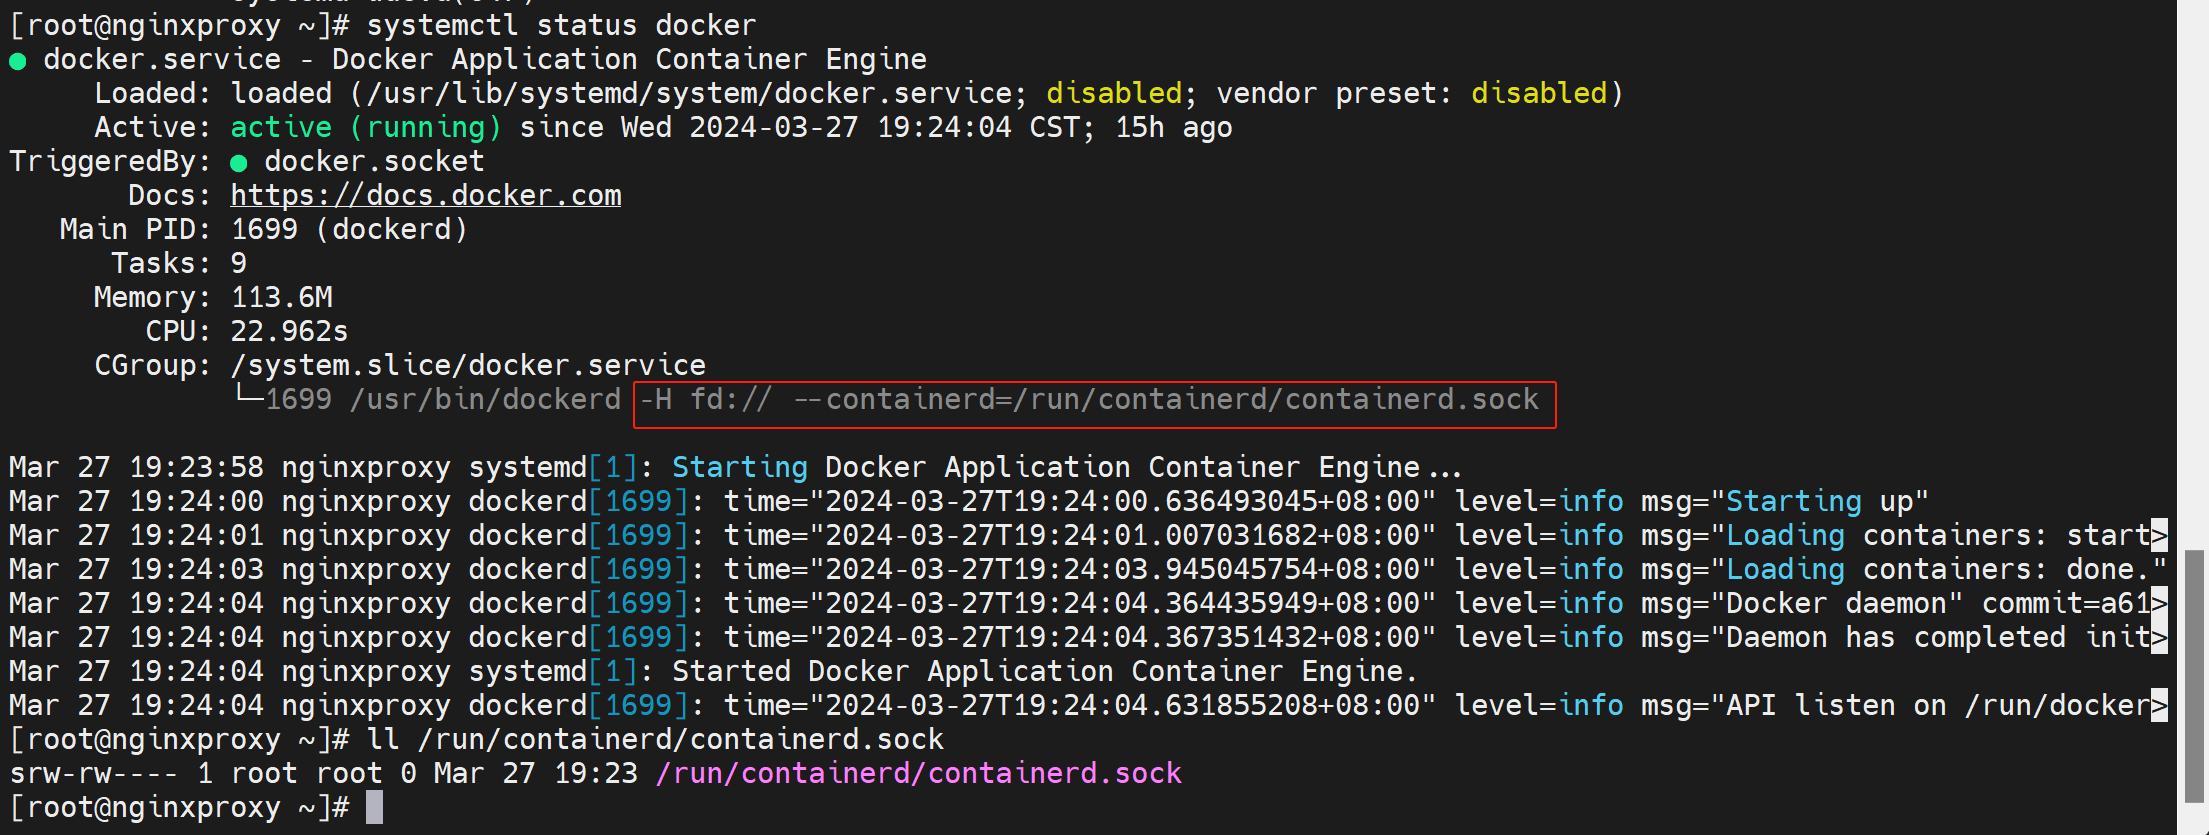 [root@nginxproxy ~]# systemctl status docker
● docker.service - Docker Application Container Engine
     Loaded: loaded (/usr/lib/systemd/system/docker.service; disabled; vendor preset: disabled)
     Active: active (running) since Wed 2024-03-27 19:24:04 CST; 15h ago
TriggeredBy: ● docker.socket
       Docs: https://docs.docker.com
   Main PID: 1699 (dockerd)
      Tasks: 9
     Memory: 113.6M
        CPU: 22.962s
     CGroup: /system.slice/docker.service
             └─1699 /usr/bin/dockerd -H fd:// --containerd=/run/containerd/containerd.sock
Mar 27 19:23:58 nginxproxy systemd[1]: Starting Docker Application Container Engine...
Mar 27 19:24:00 nginxproxy dockerd[1699]: time="2024-03-27T19:24:00.636493045+08:00" level=info msg="Starting up"
Mar 27 19:24:01 nginxproxy dockerd[1699]: time="2024-03-27T19:24:01.007031682+08:00" level=info msg="Loading containers: start>
Mar 27 19:24:03 nginxproxy dockerd[1699]: time="2024-03-27T19:24:03.945045754+08:00" level=info msg="Loading containers: done."
Mar 27 19:24:04 nginxproxy dockerd[1699]: time="2024-03-27T19:24:04.364435949+08:00" level=info msg="Docker daemon" commit=a61>
Mar 27 19:24:04 nginxproxy dockerd[1699]: time="2024-03-27T19:24:04.367351432+08:00" level=info msg="Daemon has completed init>
Mar 27 19:24:04 nginxproxy systemd[1]: Started Docker Application Container Engine.
Mar 27 19:24:04 nginxproxy dockerd[1699]: time="2024-03-27T19:24:04.631855208+08:00" level=info msg="API listen on /run/docker>
[root@nginxproxy ~]# ll /run/containerd/containerd.sock
srw-rw---- 1 root root 0 Mar 27 19:23 /run/containerd/containerd.sock
[root@nginxproxy ~]#